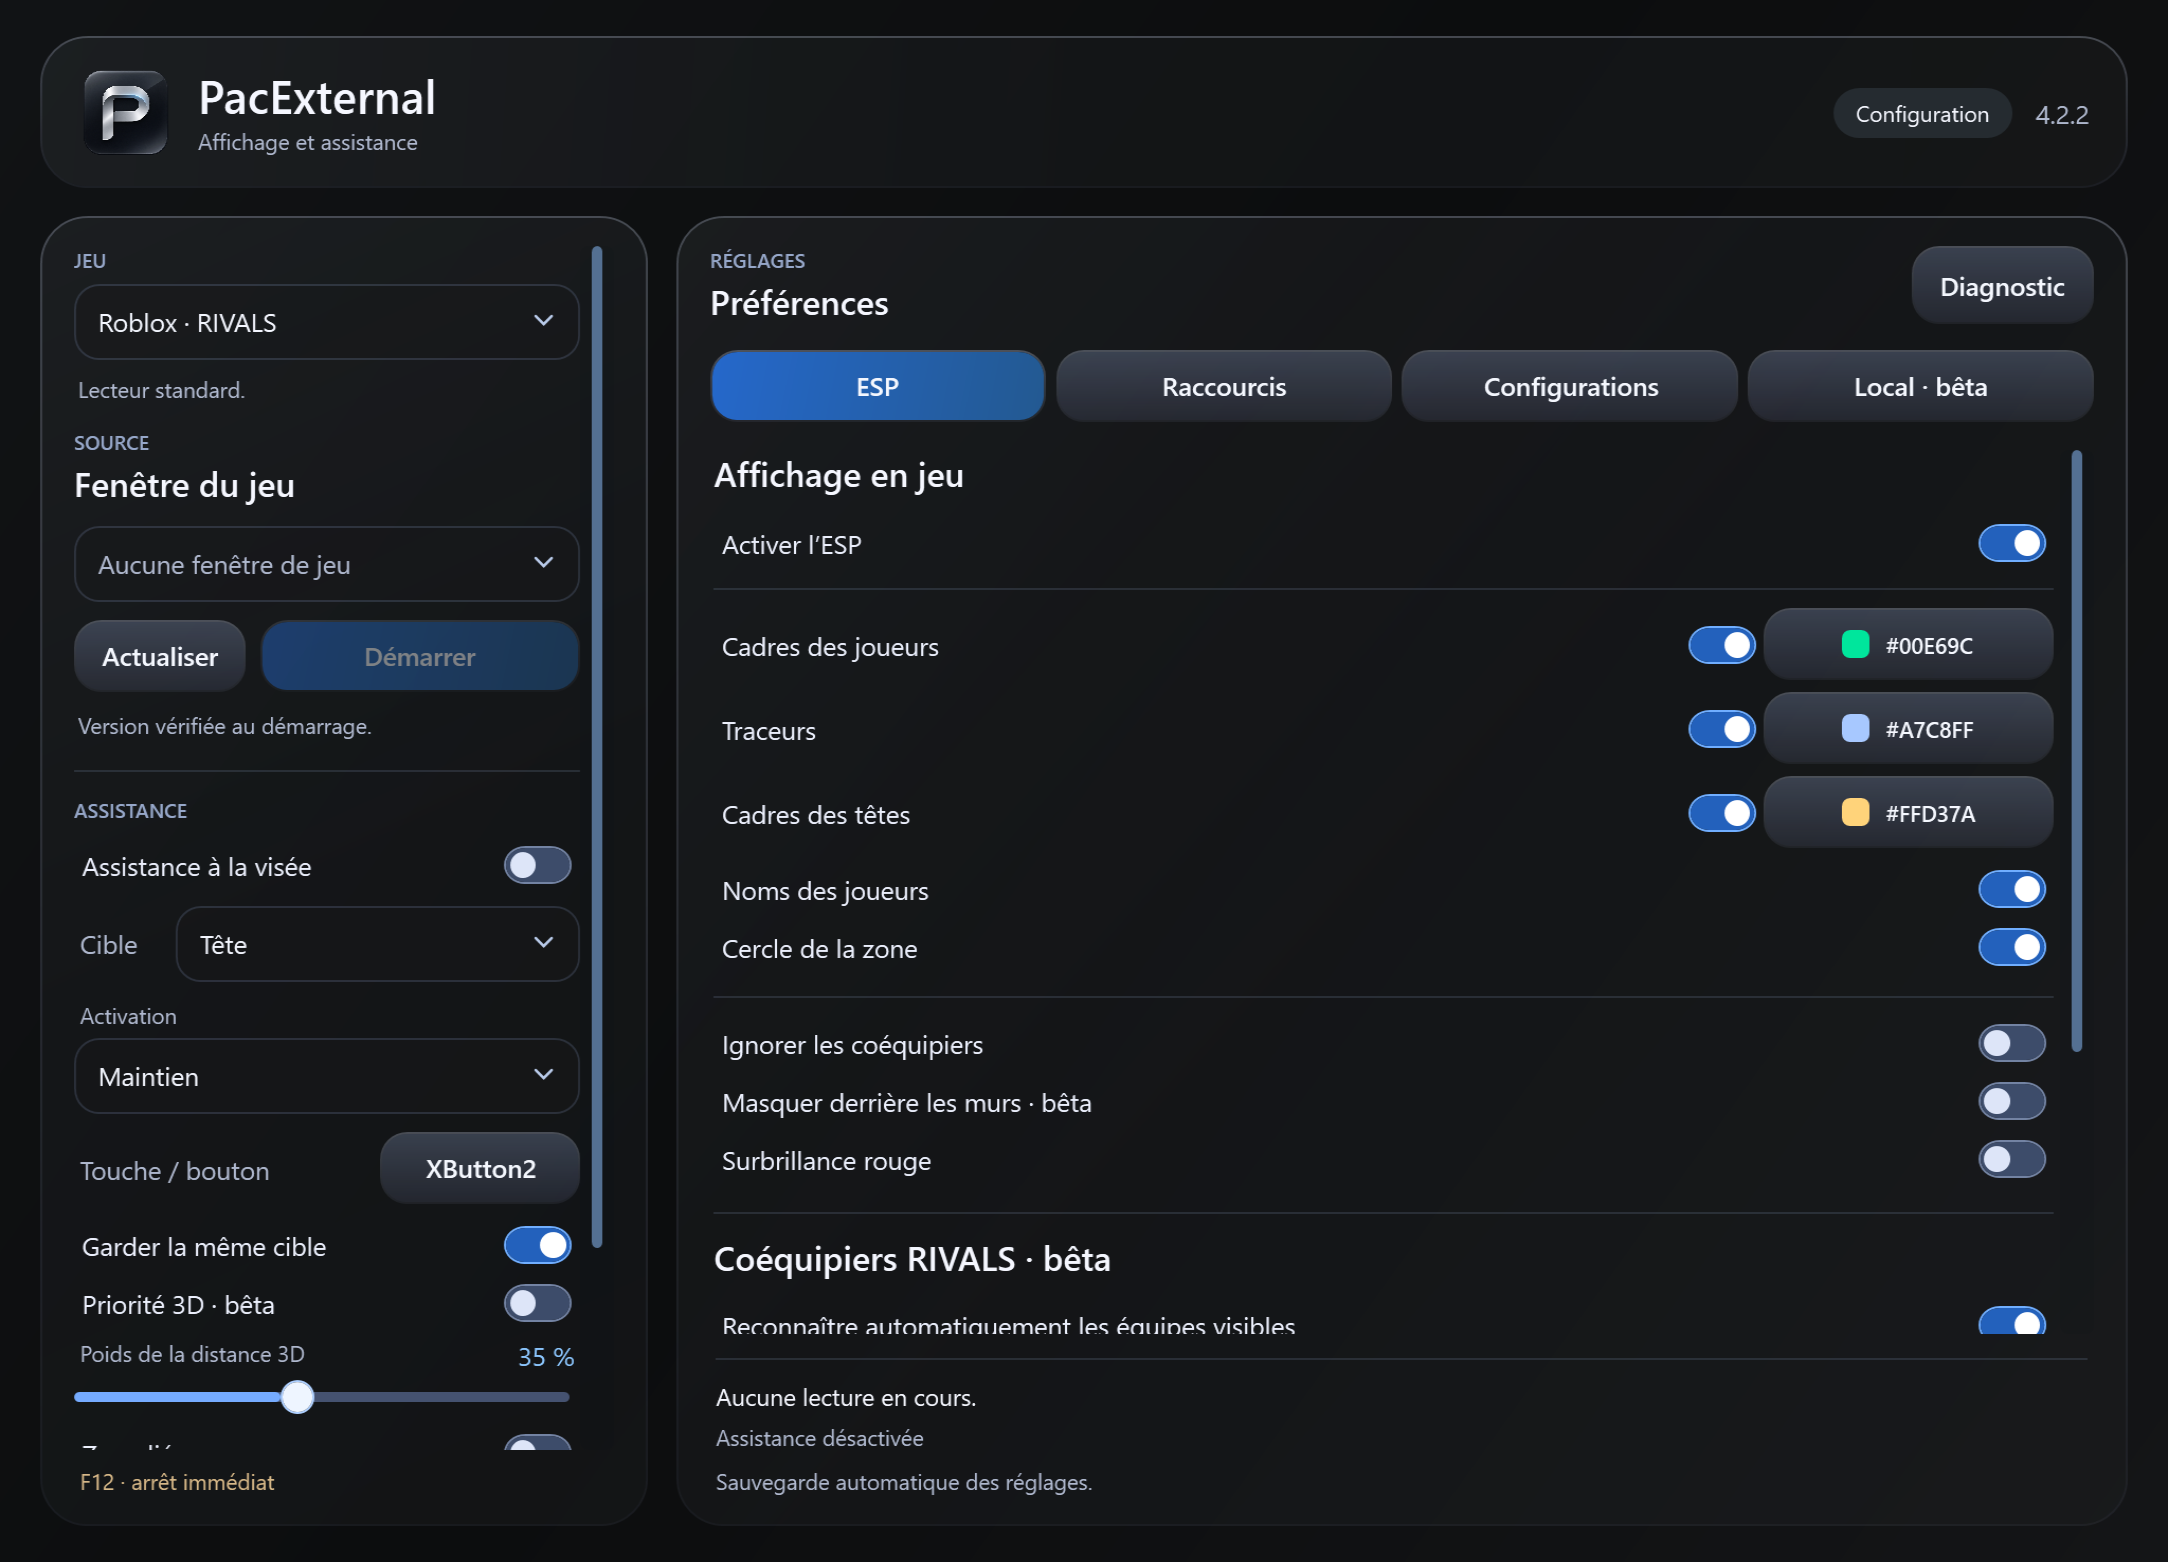 PacExternal
Affichage et assistance
Configuration
4.2.2
JEU
Roblox · RIVALS
Lecteur standard.
SOURCE
Fenêtre du jeu
Aucune fenêtre de jeu
Actualiser
Démarrer
Version vérifiée au démarrage.
ASSISTANCE
Assistance à la visée
Cible
Tête
Activation
Maintien
Touche / bouton
XButton2
Garder la même cible
Priorité 3D · bêta
Poids de la distance 3D
35 %
F12 · arrêt immédiat
RÉGLAGES
Préférences
Diagnostic
ESP
Raccourcis
Configurations
Local · bêta
Affichage en jeu
Activer l’ESP
Cadres des joueurs
#00E69C
Traceurs
#A7C8FF
Cadres des têtes
#FFD37A
Noms des joueurs
Cercle de la zone
Ignorer les coéquipiers
Masquer derrière les murs · bêta
Surbrillance rouge
Coéquipiers RIVALS · bêta
Reconnaître automatiquement les équipes visibles
Aucune lecture en cours.
Assistance désactivée
Sauvegarde automatique des réglages.